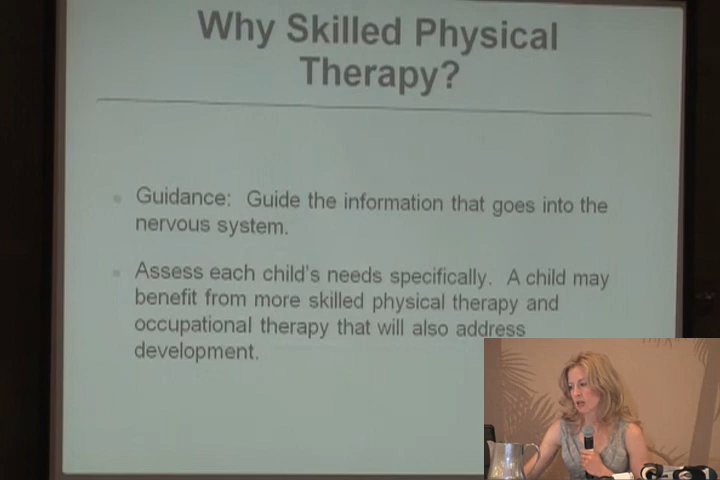 Why Skilled Physical
Therapy?
Guidance: Guide the information that goes into the
nervous system.
Assess each child's needs specifically. A child may
benefit from more skilled physical therapy and
occupational therapy that will also address
development.